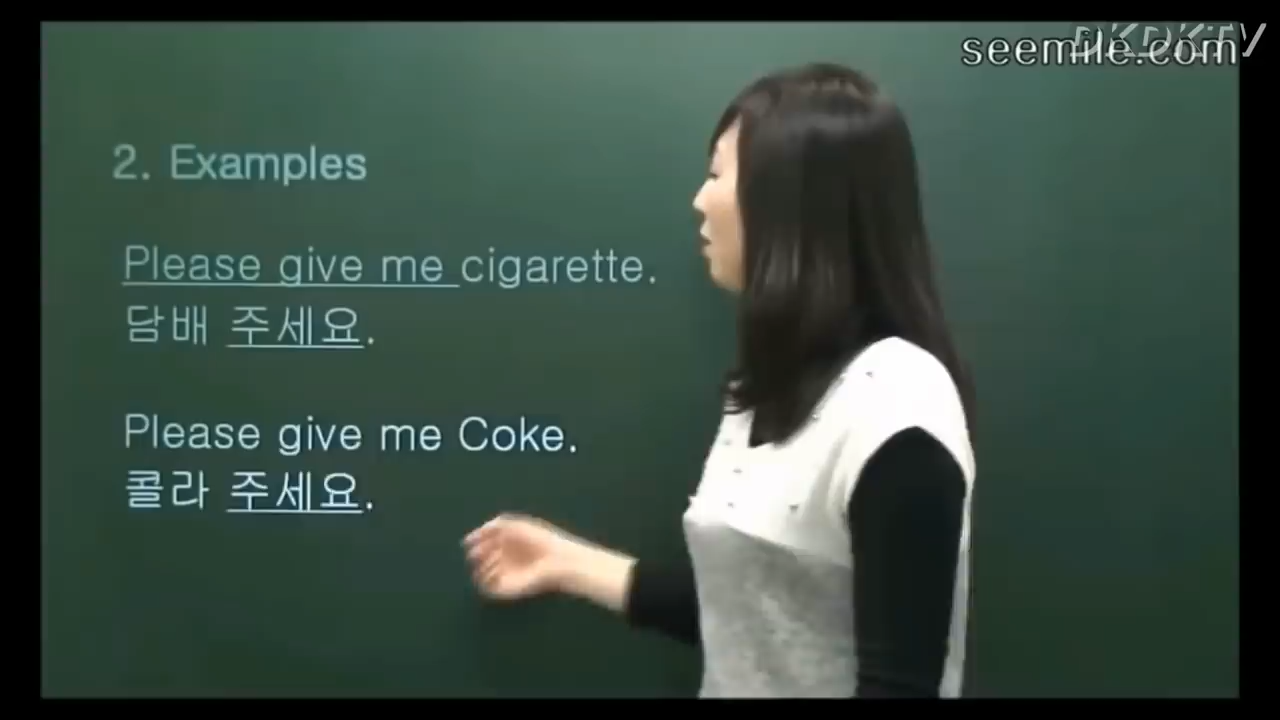 seemile.com
DKDKTV
2. Examples
Please give me cigarette.
담배 주세요.
Please give me Coke.
콜라 주세요.